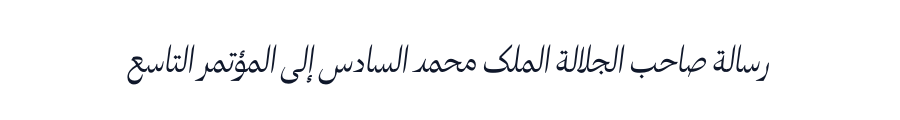 رسالة صاحب الجلالة الملك محمد السادس إلى المؤتمر التاسع